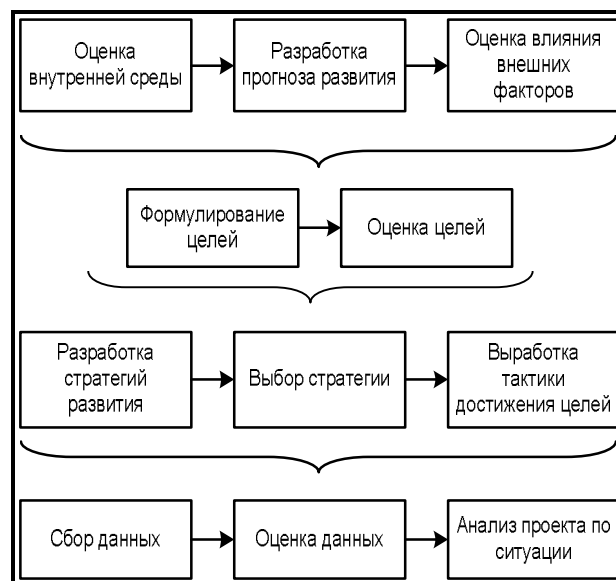 Оценка
внутренней среды
Разработка
прогноза развития
Оценка влияния
внешних
факторов
Формулирование
целей
Оценка целей
Разработка
стратегий
развития
Выбор стратегии
Выработка
тактики
достижения целей
Сбор данных
Оценка данных
Анализ проекта по
ситуации